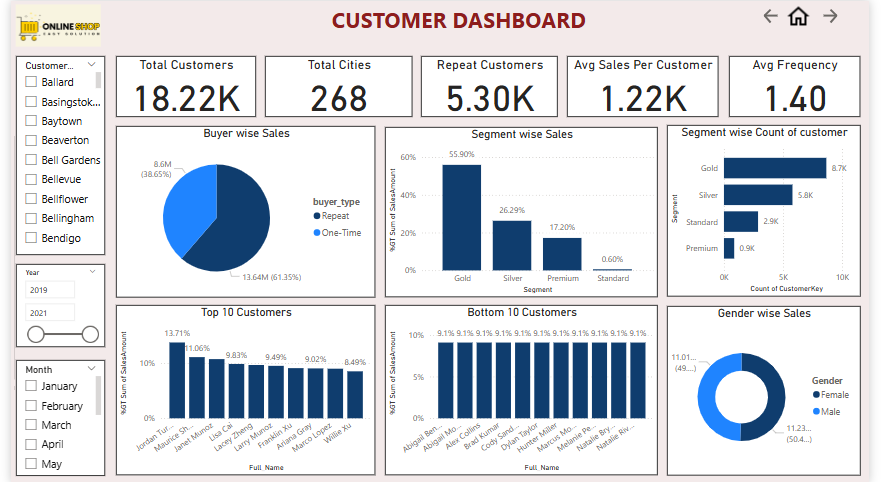 ONLINE SHOP
CART SOLUTION
CUSTOMER DASHBOARD
Customer...
Ballard
Basingstok...
Baytown
Beaverton
Bell Gardens
Bellevue
Bellflower
Bellingham
Bendigo
Year
2019
2021
Month
January
February
March
April
May
Total Customers
18.22K
Total Cities
268
Repeat Customers
5.30K
Avg Sales Per Customer
1.22K
Avg Frequency
1.40
Buyer wise Sales
8.6M
(38.65%)
13.64M (61.35%)
buyer_type
Repeat
One-Time
Segment wise Sales
%GT Sum of SalesAmount
60%
40%
20%
0%
55.90%
26.29%
17.20%
0.60%
Gold
Silver
Premium
Standard
Segment
Segment wise Count of customer
Segment
Gold
Silver
Standard
Premium
8.7K
5.8K
2.9K
0.9K
0K
5K
10K
Count of CustomerKey
Top 10 Customers
%GT Sum of SalesAmount
10%
0%
13.71%
11.06%
9.83%
9.49%
9.02%
8.49%
Jordan Tur...
Maurice Sh...
Janet Munoz
Lisa Cai
Lacey Zheng
Larry Munoz
Franklin Xu
Ariana Gray
Marco Lopez
Willie Xu
Full_Name
Bottom 10 Customers
%GT Sum of SalesAmount
10%
5%
0%
9.1% 9.1% 9.1% 9.1% 9.1% 9.1% 9.1% 9.1% 9.1% 9.1% 9.1%
Abigail Ben...
Abigail Mo...
Alex Collins
Brad Kumar
Cody Sand...
Dylan Taylor
Hunter Miller
Marcus Mo...
Melanie Pe...
Natalie Bry...
Natalie Riv...
Full_Name
Gender wise Sales
11.01...
(49....)
11.23...
(50.4...)
Gender
Female
Male